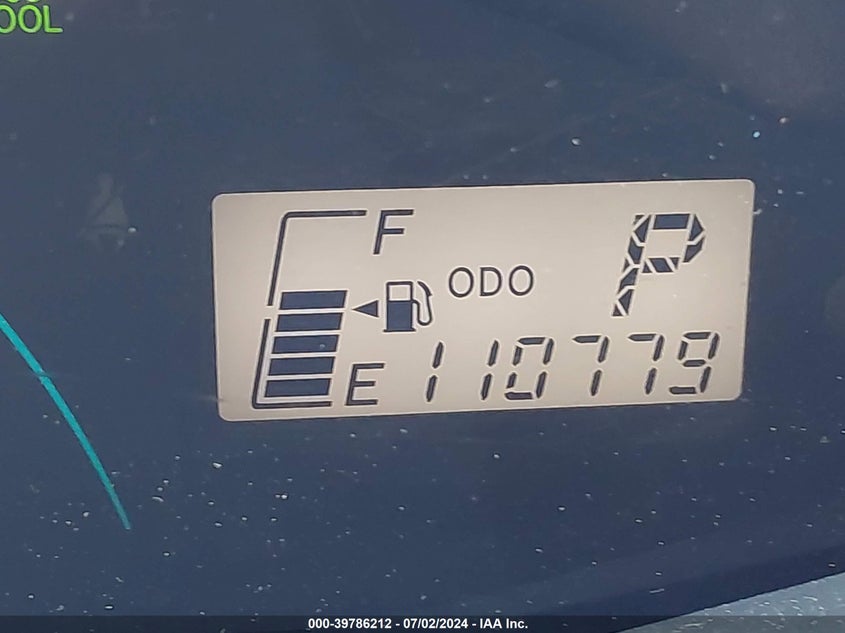 OOL
F
P
ODO
E 110779
000-39786212 - 07/02/2024 - IAA Inc.